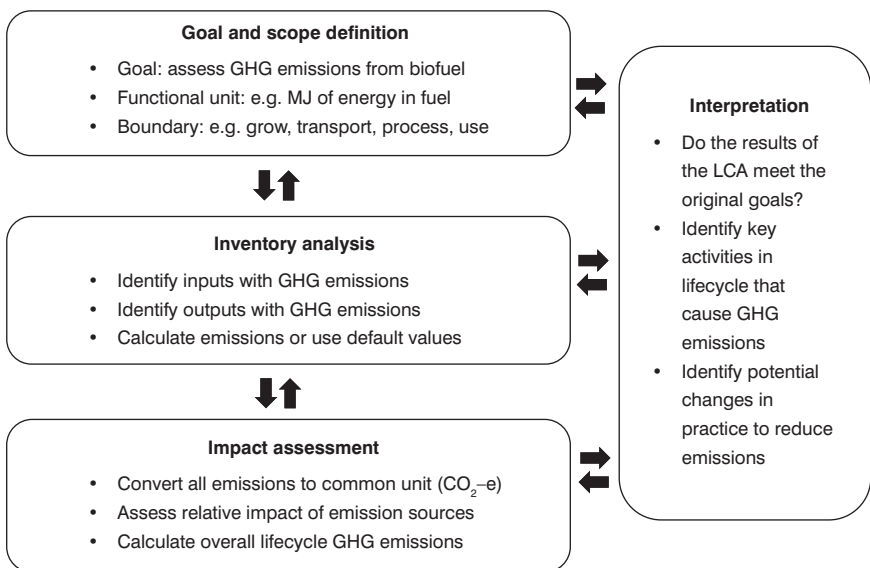 Goal and scope definition
• Goal: assess GHG emissions from biofuel
• Functional unit: e.g. MJ of energy in fuel
• Boundary: e.g. grow, transport, process, use
Inventory analysis
• Identify inputs with GHG emissions
• Identify outputs with GHG emissions
• Calculate emissions or use default values
Impact assessment
• Convert all emissions to common unit (CO₂–e)
• Assess relative impact of emission sources
• Calculate overall lifecycle GHG emissions
Interpretation
• Do the results of
the LCA meet the
original goals?
• Identify key
activities in
lifecycle that
cause GHG
emissions
• Identify potential
changes in
practice to reduce
emissions